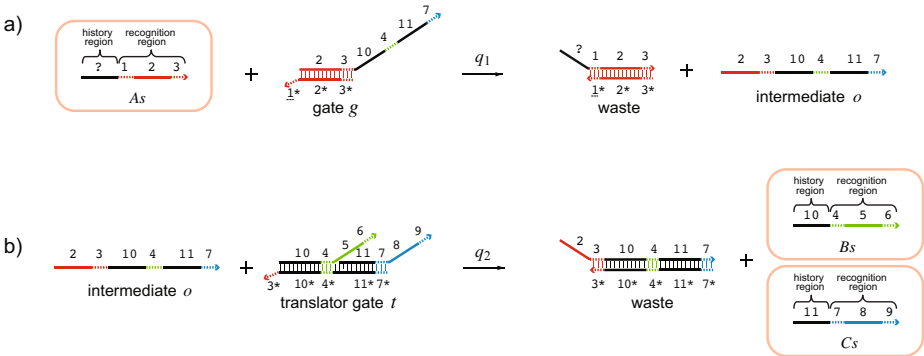 a)
history region
recognition region
? 1 2 3
As
+
2 3 10 4 11 7
1* 2* 3*
gate g
q1
? 1 2 3
1* 2* 3*
waste
+
2 3 10 4 11 7
intermediate o
b)
2 3 10 4 11 7
intermediate o
+
10 4 5 6 11 7 8 9
3* 10* 4* 11* 7*
translator gate t
q2
2 3 10 4 11 7
3* 10* 4* 11* 7*
waste
+
history region
recognition region
10 4 5 6
Bs
history region
recognition region
11 7 8 9
Cs